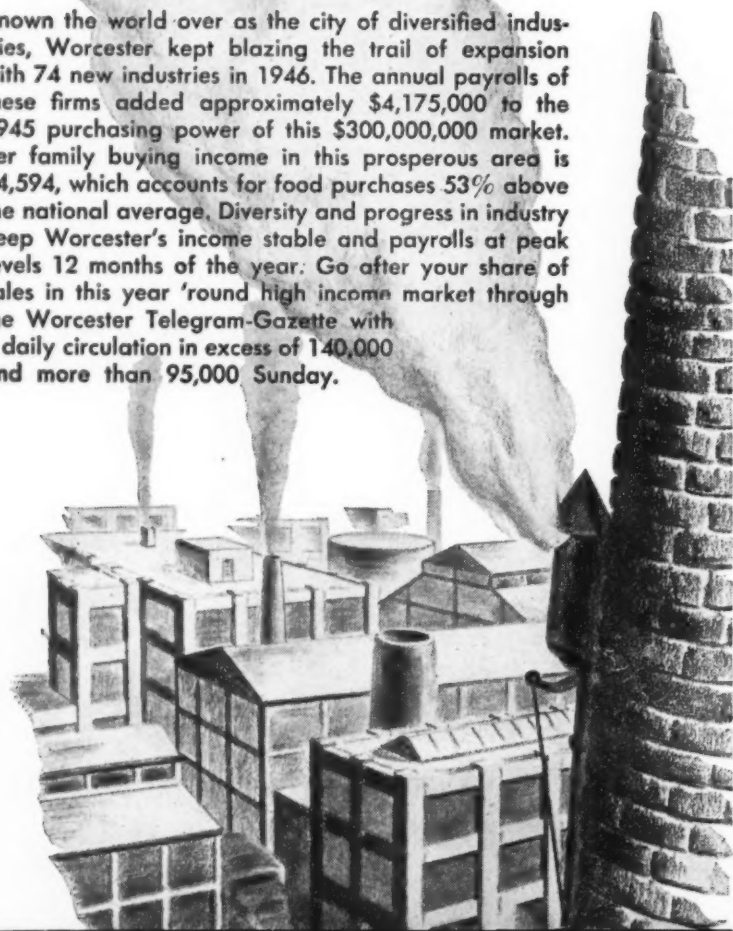 nown the world over as the city of diversified indus-
ies, Worcester kept blazing the trail of expansion
ith 74 new industries in 1946. The annual payrolls of
ese firms added approximately $4,175,000 to the
945 purchasing power of this $300,000,000 market.
er family buying income in this prosperous area is
4,594, which accounts for food purchases 53% above
e national average. Diversity and progress in industry
eep Worcester's income stable and payrolls at peak
vels 12 months of the year. Go after your share of
ales in this year 'round high income market through
e Worcester Telegram-Gazette with
daily circulation in excess of 140,000
nd more than 95,000 Sunday.